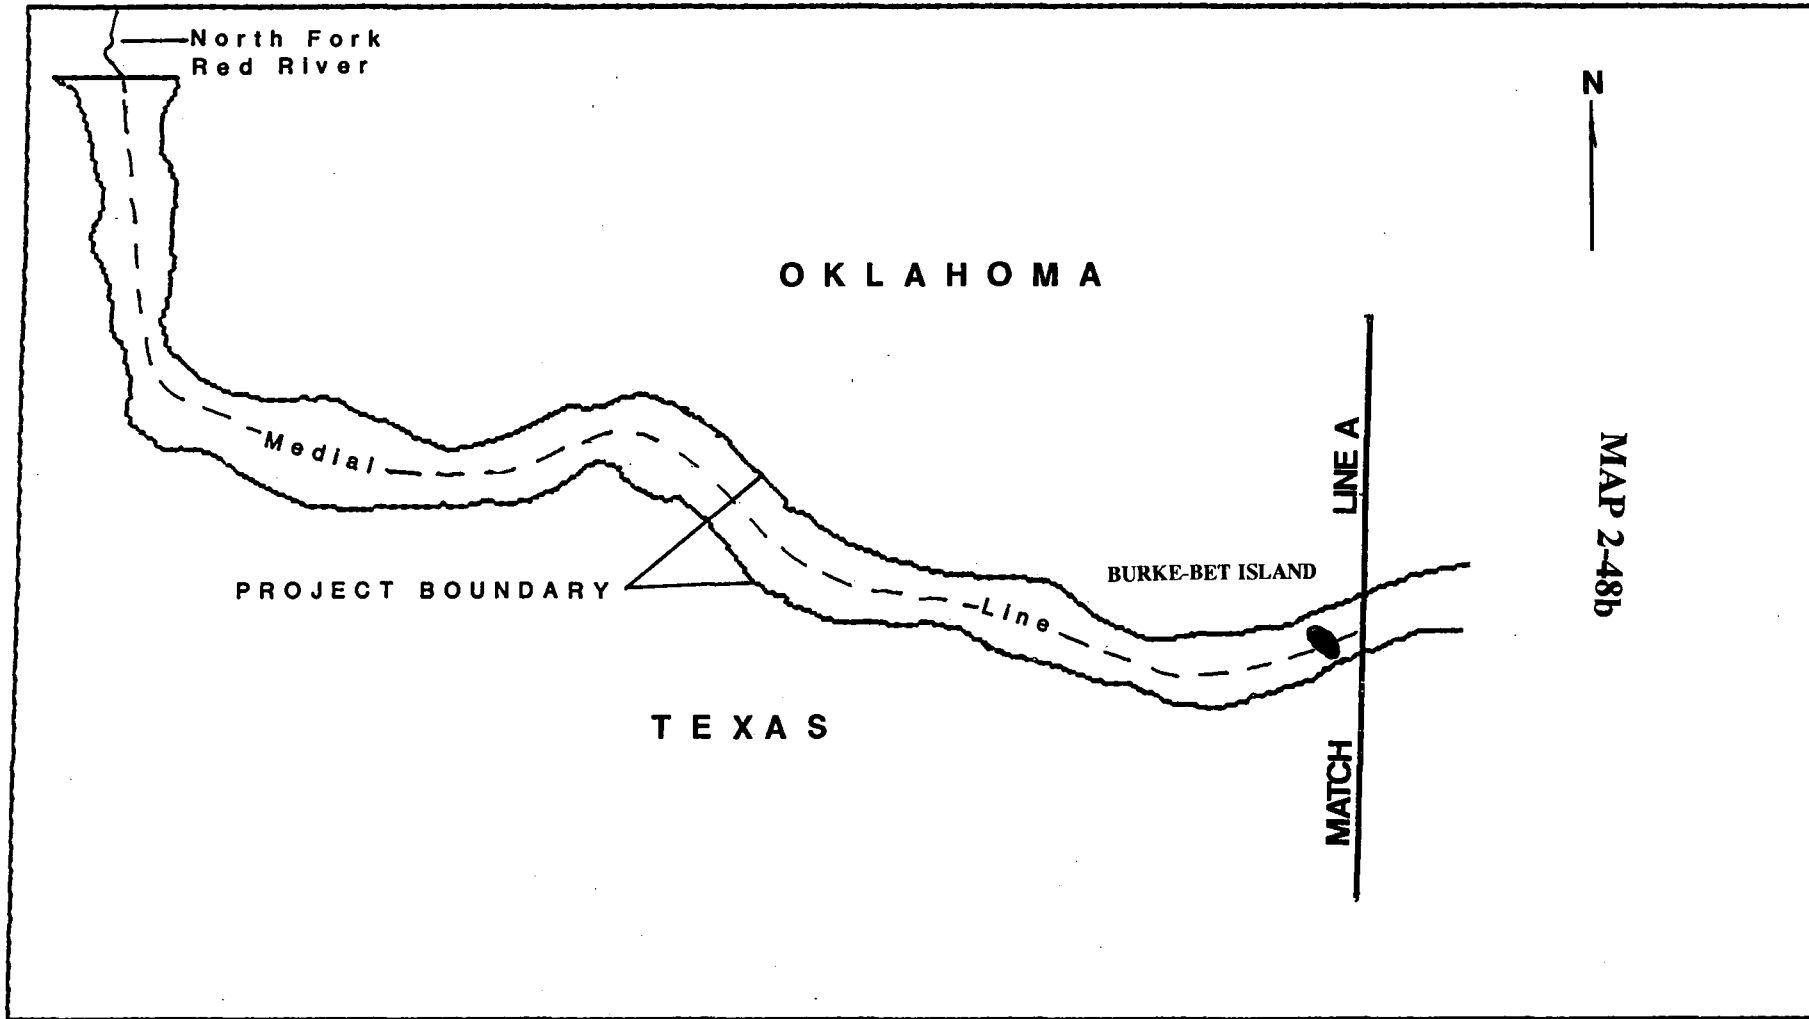 North Fork
Red River
N
OKLAHOMA
LINE A
MAP 2-48b
Medial
BURKE-BET ISLAND
PROJECT BOUNDARY
Line
TEXAS
MATCH